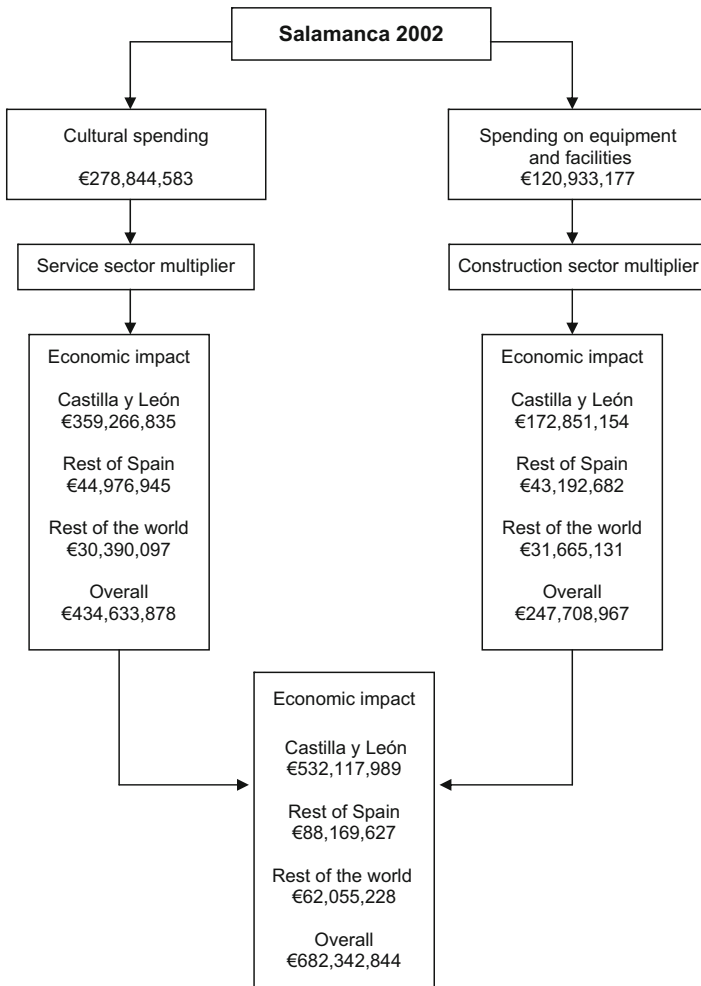 Salamanca 2002
Cultural spending
€278,844,583
Spending on equipment
and facilities
€120,933,177
Service sector multiplier
Construction sector multiplier
Economic impact
Castilla y León
€359,266,835
Rest of Spain
€44,976,945
Rest of the world
€30,390,097
Overall
€434,633,878
Economic impact
Castilla y León
€172,851,154
Rest of Spain
€43,192,682
Rest of the world
€31,665,131
Overall
€247,708,967
Economic impact
Castilla y León
€532,117,989
Rest of Spain
€88,169,627
Rest of the world
€62,055,228
Overall
€682,342,844